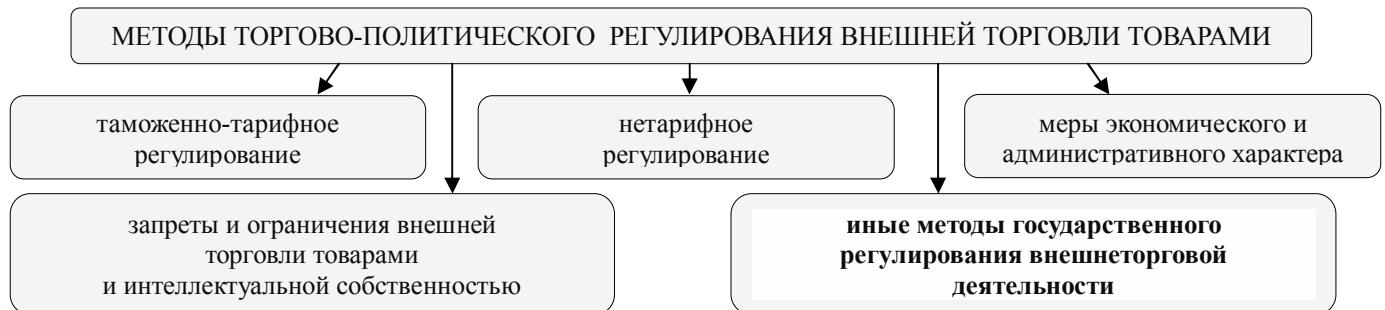 МЕТОДЫ ТОРГОВО-ПОЛИТИЧЕСКОГО РЕГУЛИРОВАНИЯ ВНЕШНЕЙ ТОРГОВЛИ ТОВАРАМИ
таможенно-тарифное
регулирование
нетарифное
регулирование
меры экономического и
административного характера
запреты и ограничения внешней
торговли товарами
и интеллектуальной собственностью
иные методы государственного
регулирования внешнеторговой
деятельности